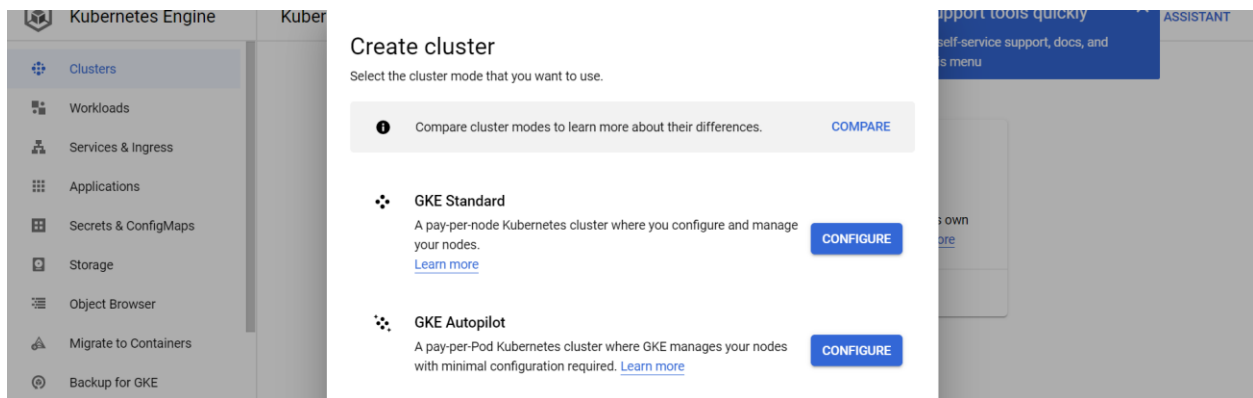 Kubernetes Engine
Clusters
Workloads
Services & Ingress
Applications
Secrets & ConfigMaps
Storage
Object Browser
Migrate to Containers
Backup for GKE
Kuber
Create cluster
Select the cluster mode that you want to use.
Compare cluster modes to learn more about their differences. COMPARE
GKE Standard
A pay-per-node Kubernetes cluster where you configure and manage
your nodes.
Learn more
CONFIGURE
GKE Autopilot
A pay-per-Pod Kubernetes cluster where GKE manages your nodes
with minimal configuration required. Learn more
CONFIGURE
upport tools quickly
self-service support, docs, and
is menu
ASSISTANT
s own
ore